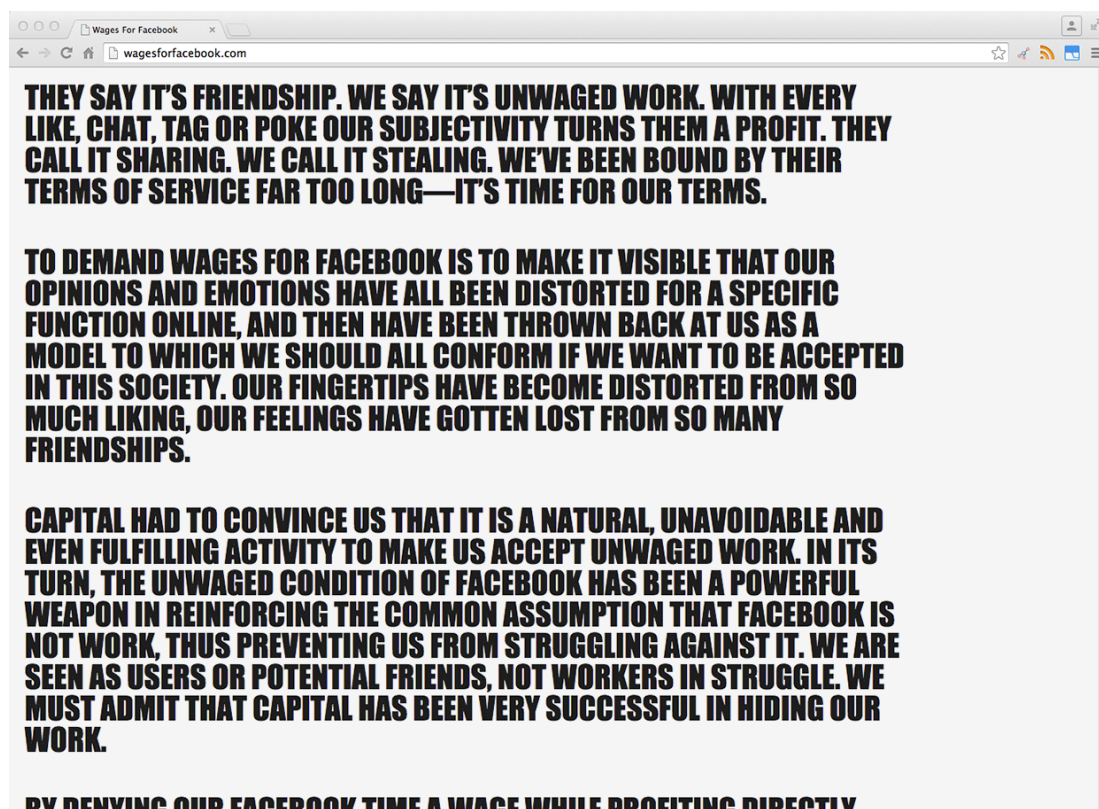 Wages For Facebook
wagesforfacebook.com
THEY SAY IT’S FRIENDSHIP. WE SAY IT’S UNWAGED WORK. WITH EVERY
LIKE, CHAT, TAG OR POKE OUR SUBJECTIVITY TURNS THEM A PROFIT. THEY
CALL IT SHARING. WE CALL IT STEALING. WE’VE BEEN BOUND BY THEIR
TERMS OF SERVICE FAR TOO LONG—IT’S TIME FOR OUR TERMS.
TO DEMAND WAGES FOR FACEBOOK IS TO MAKE IT VISIBLE THAT OUR
OPINIONS AND EMOTIONS HAVE ALL BEEN DISTORTED FOR A SPECIFIC
FUNCTION ONLINE, AND THEN HAVE BEEN THROWN BACK AT US AS A
MODEL TO WHICH WE SHOULD ALL CONFORM IF WE WANT TO BE ACCEPTED
IN THIS SOCIETY. OUR FINGERTIPS HAVE BECOME DISTORTED FROM SO
MUCH LIKING, OUR FEELINGS HAVE GOTTEN LOST FROM SO MANY
FRIENDSHIPS.
CAPITAL HAD TO CONVINCE US THAT IT IS A NATURAL, UNAVOIDABLE AND
EVEN FULFILLING ACTIVITY TO MAKE US ACCEPT UNWAGED WORK. IN ITS
TURN, THE UNWAGED CONDITION OF FACEBOOK HAS BEEN A POWERFUL
WEAPON IN REINFORCING THE COMMON ASSUMPTION THAT FACEBOOK IS
NOT WORK, THUS PREVENTING US FROM STRUGGLING AGAINST IT. WE ARE
SEEN AS USERS OR POTENTIAL FRIENDS, NOT WORKERS IN STRUGGLE. WE
MUST ADMIT THAT CAPITAL HAS BEEN VERY SUCCESSFUL IN HIDING OUR
WORK.
BY DENYING OUR FACEBOOK TIME A WAGE WHILE PROFITING DIRECTLY